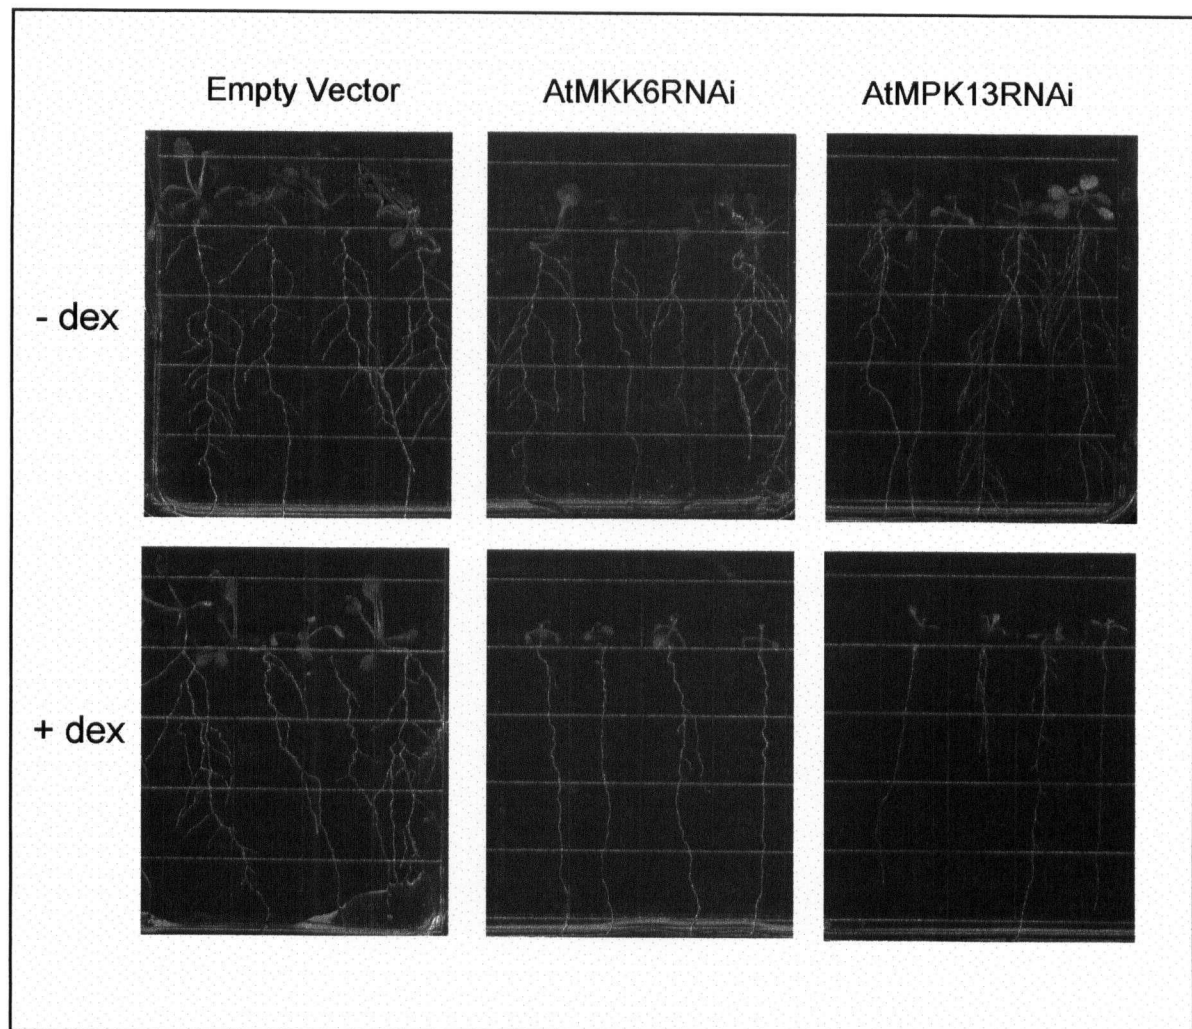 Empty Vector
AtMKK6RNAi
AtMPK13RNAi
- dex
+ dex